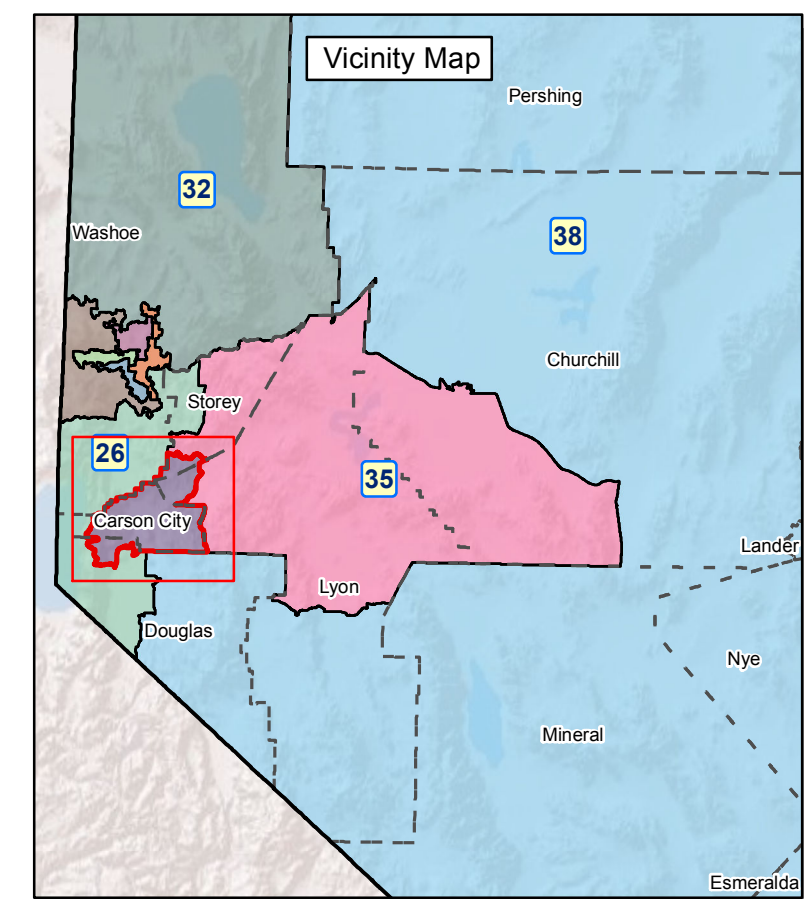 Vicinity Map
Pershing
32
Washoe
38
Churchill
Storey
26
35
Carson City
Lander
Lyon
Douglas
Nye
Mineral
Esmeralda